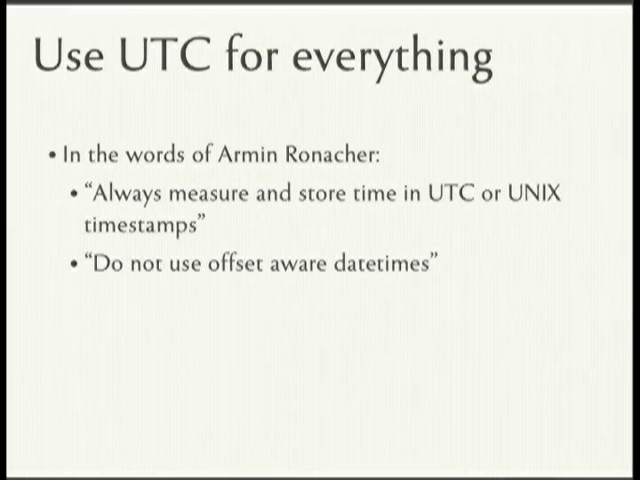 Use UTC for everything
• In the words of Armin Ronacher:
• “Always measure and store time in UTC or UNIX
timestamps”
• “Do not use offset aware datetimes”